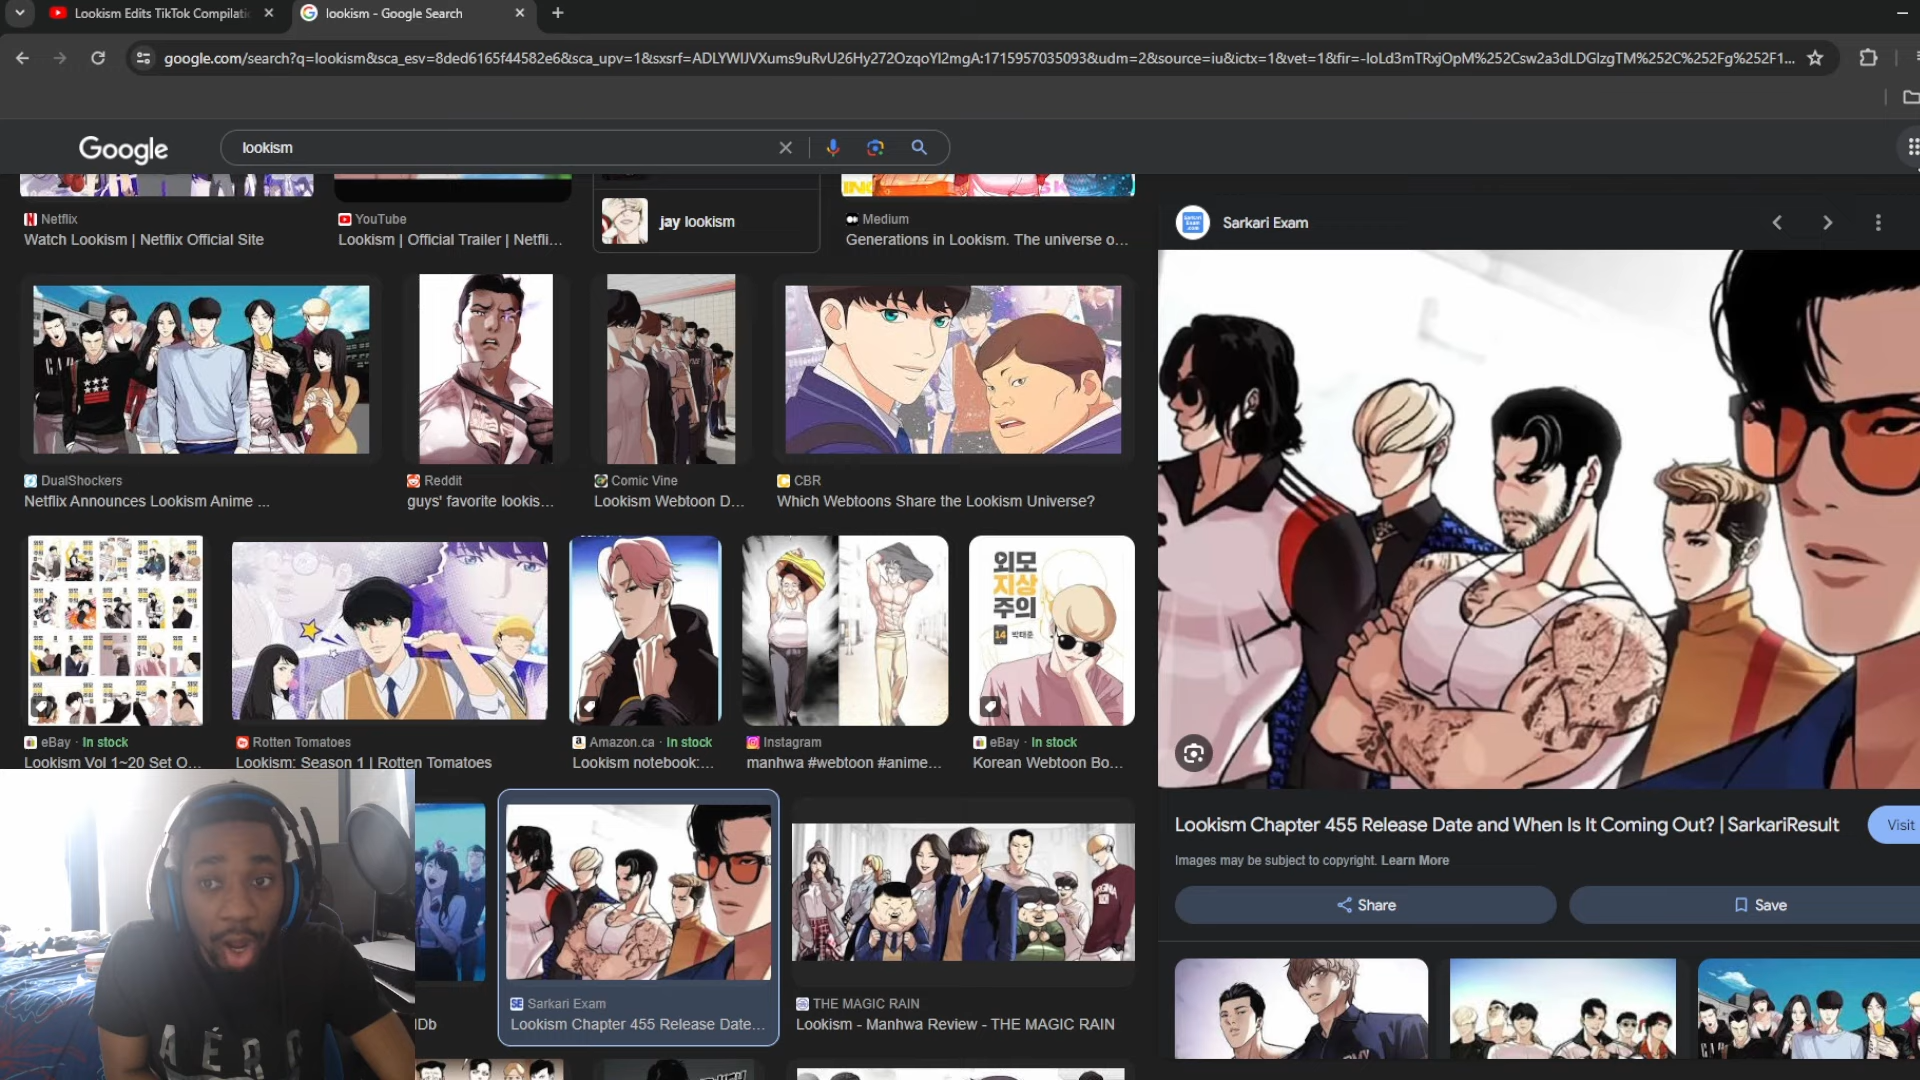 Lookism Edits TikTok Compilati
lookism - Google Search
google.com/search?q=lookism&sca_esv=8ded6165f44582e6&sca_upv=1&sxsrf=ADLYWIJVXums9uRvU26Hy272OzqoYI2mgA:1715957035093&udm=2&source=iu&ictx=1&vet=1&fir=-loLd3mTRxjOpM%252Csw2a3dLDGlzgTM%252C%252Fg%252F1...
Google
lookism
Netflix
Watch Lookism | Netflix Official Site
YouTube
Lookism | Official Trailer | Netfli...
jay lookism
Medium
Generations in Lookism. The universe o...
Sarkari Exam
DualShockers
Netflix Announces Lookism Anime ...
Reddit
guys' favorite lookis...
Comic Vine
Lookism Webtoon D...
CBR
Which Webtoons Share the Lookism Universe?
외모
지상
주의
14 박태준
eBay · In stock
Lookism Vol 1~20 Set O...
Rotten Tomatoes
Lookism: Season 1 | Rotten Tomatoes
Amazon.ca · In stock
Lookism notebook:...
Instagram
manhwa #webtoon #anime...
eBay · In stock
Korean Webtoon Bo...
Lookism Chapter 455 Release Date and When Is It Coming Out? | SarkariResult
Visit
Images may be subject to copyright. Learn More
Share
Save
IDb
SE Sarkari Exam
Lookism Chapter 455 Release Date...
THE MAGIC RAIN
Lookism - Manhwa Review - THE MAGIC RAIN
AÉRO